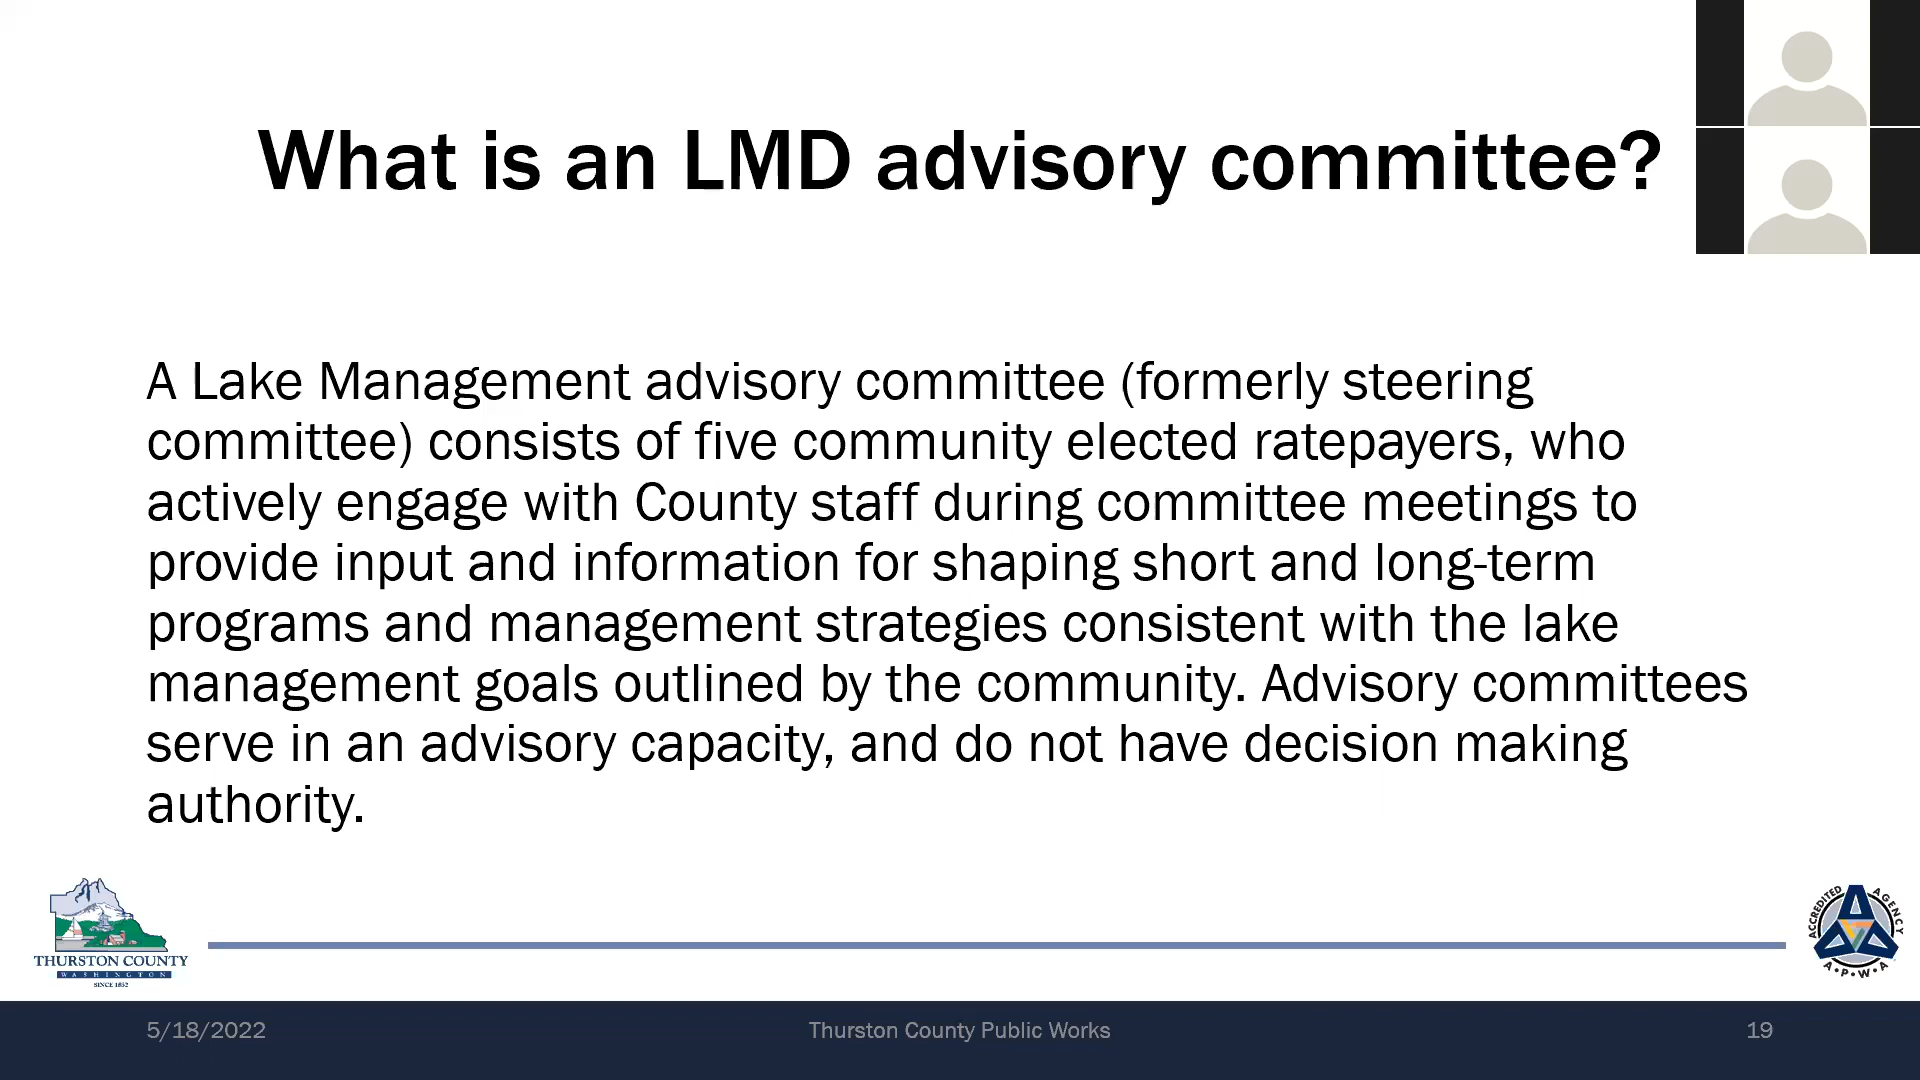 What is an LMD advisory committee?
A Lake Management advisory committee (formerly steering
committee) consists of five community elected ratepayers, who
actively engage with County staff during committee meetings to
provide input and information for shaping short and long-term
programs and management strategies consistent with the lake
management goals outlined by the community. Advisory committees
serve in an advisory capacity, and do not have decision making
authority.
THURSTON COUNTY
WASHINGTON
SINCE 1852
ACCREDITED AGENCY
A•P•W•A
5/18/2022
Thurston County Public Works
19